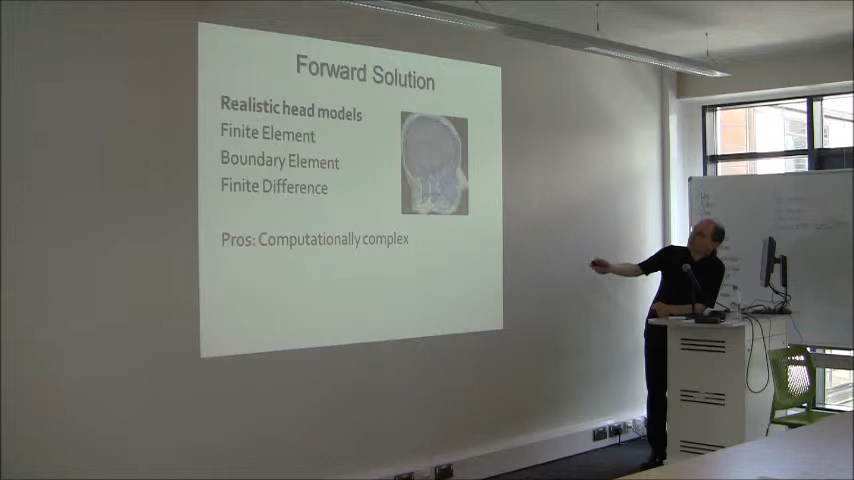 Forward Solution
Realistic head models
Finite Element
Boundary Element
Finite Difference
Pros: Computationally complex